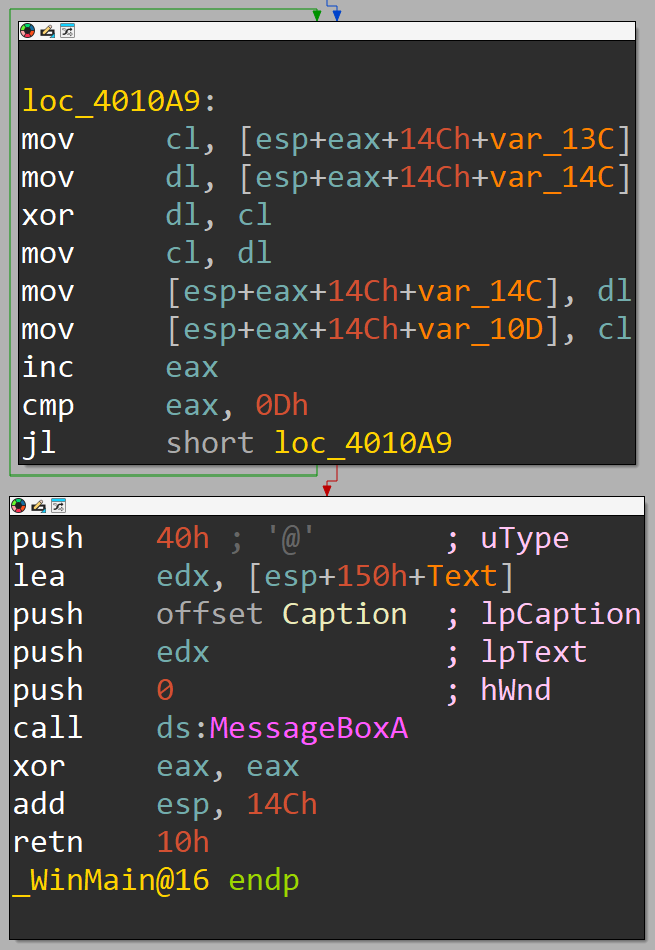 loc_4010A9:
mov cl, [esp+eax+14Ch+var_13C]
mov dl, [esp+eax+14Ch+var_14C]
xor dl, cl
mov cl, dl
mov [esp+eax+14Ch+var_14C], dl
mov [esp+eax+14Ch+var_10D], cl
inc eax
cmp eax, 0Dh
jl short loc_4010A9
push 40h ; '@' ; uType
lea edx, [esp+150h+Text]
push offset Caption ; lpCaption
push edx ; lpText
push 0 ; hWnd
call ds:MessageBoxA
xor eax, eax
add esp, 14Ch
retn 10h
_WinMain@16 endp